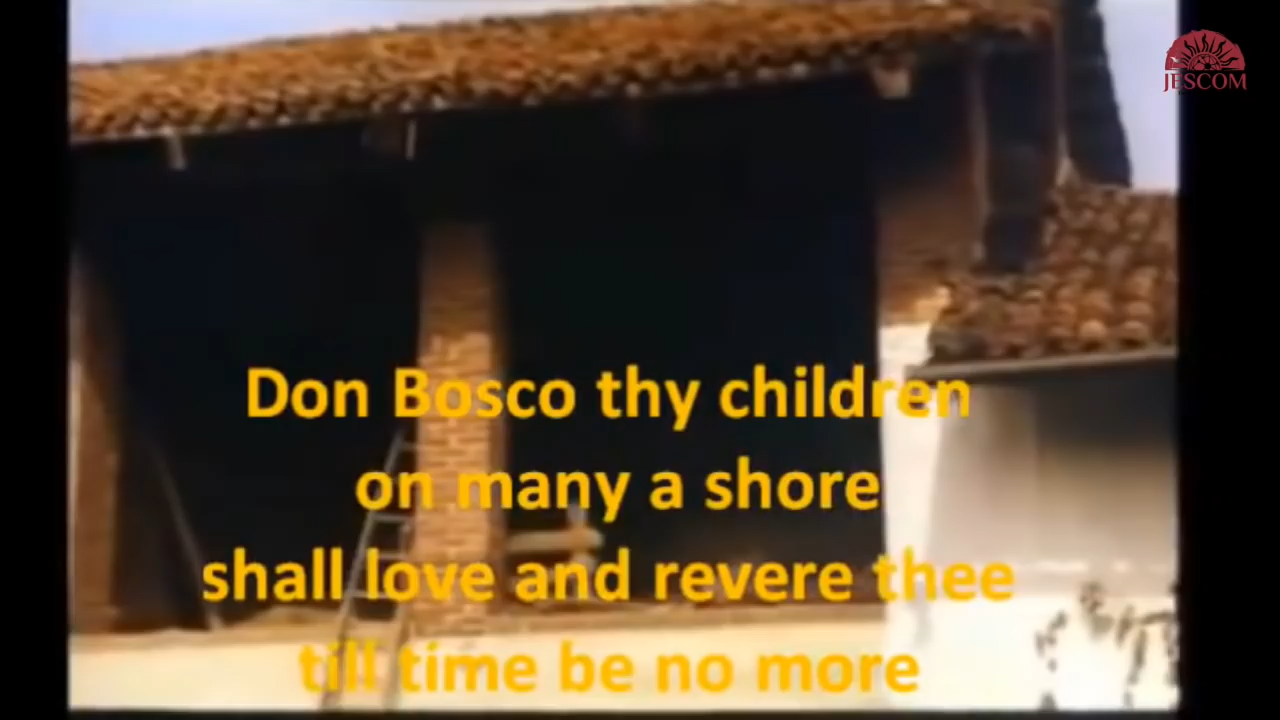 JESCOM
Don Bosco thy children
on many a shore
shall love and revere thee
till time be no more